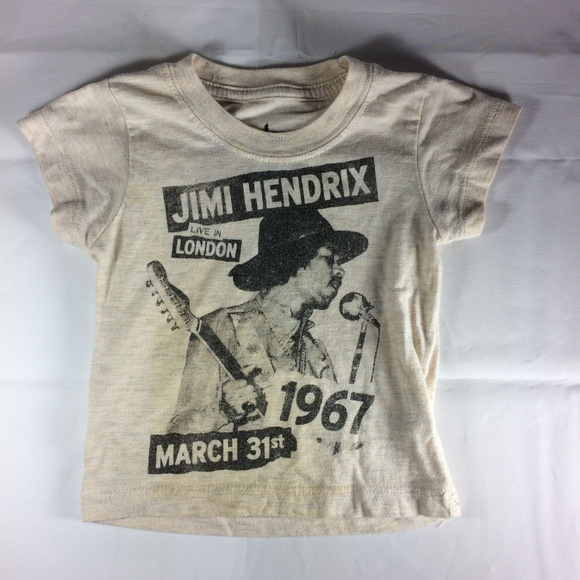 JIMI HENDRIX
LIVE IN
LONDON
1967
MARCH 31st